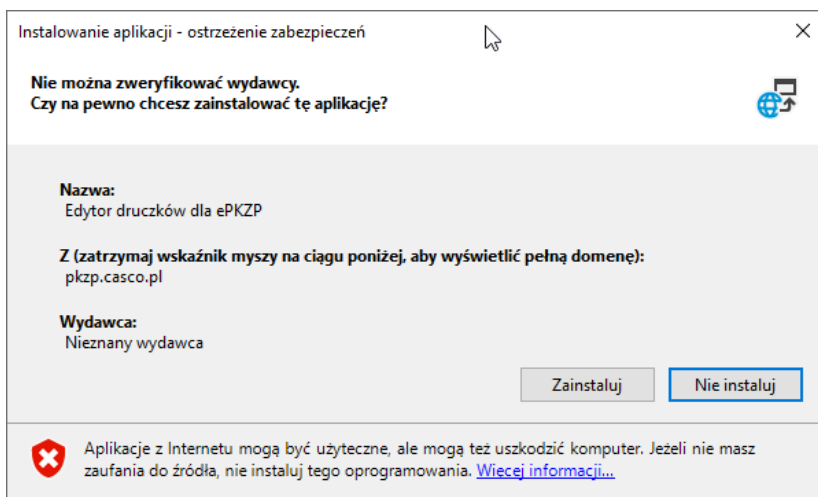 Instalowanie aplikacji - ostrzeżenie zabezpieczeń
Nie można zweryfikować wydawcy.
Czy na pewno chcesz zainstalować tę aplikację?
Nazwa:
Edytor druczków dla ePKZP
Z (zatrzymaj wskaźnik myszy na ciągu poniżej, aby wyświetlić pełną domenę):
pkzp.casco.pl
Wydawca:
Nieznany wydawca
Zainstaluj
Nie instaluj
Aplikacje z Internetu mogą być użyteczne, ale mogą też uszkodzić komputer. Jeżeli nie masz
zaufania do źródła, nie instaluj tego oprogramowania. Więcej informacji...